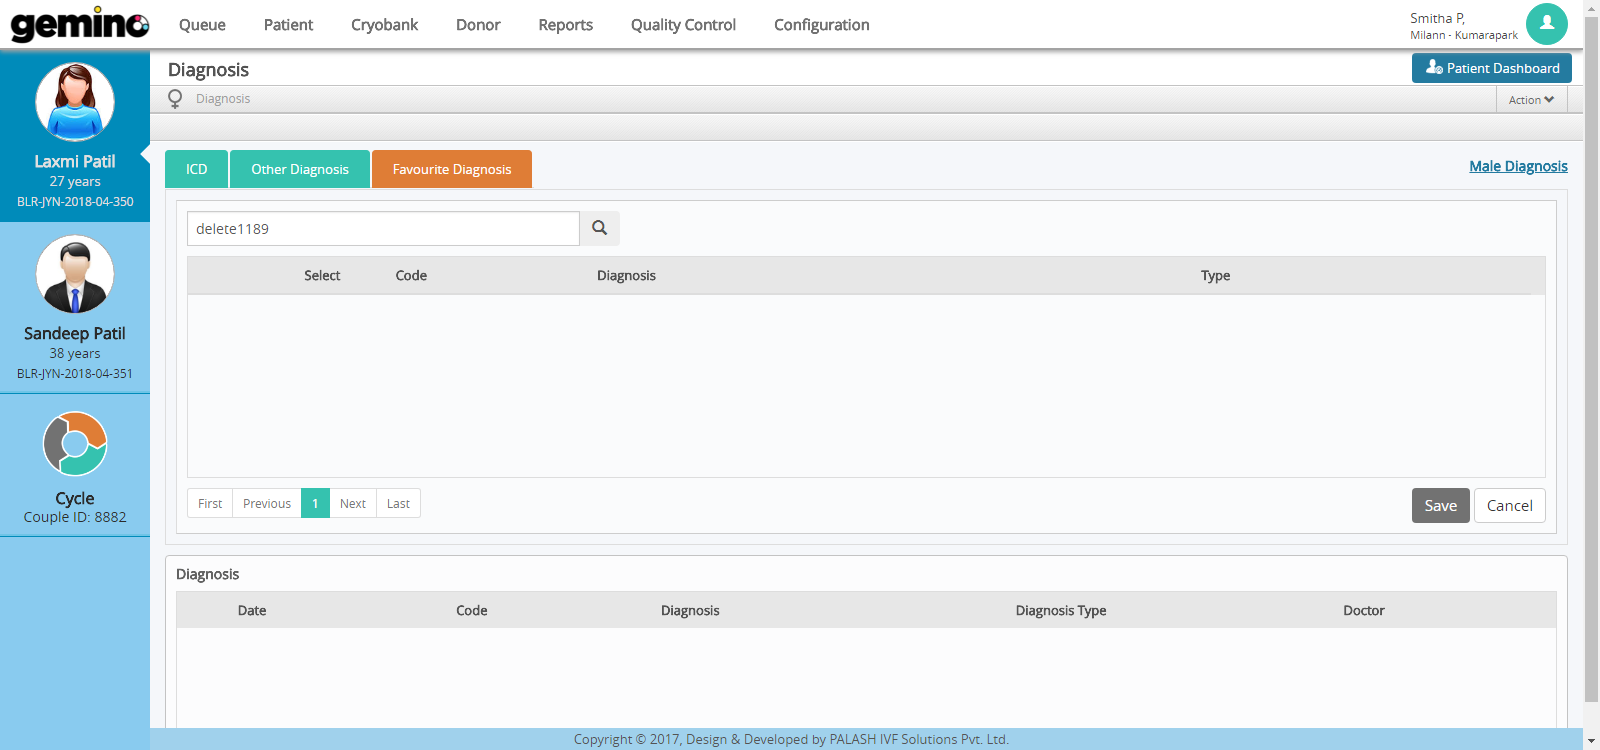 gemino
Queue Patient Cryobank Donor Reports Quality Control Configuration
Smitha P,
Milann - Kumarapark
Laxmi Patil
27 years
BLR-JYN-2018-04-350
Sandeep Patil
38 years
BLR-JYN-2018-04-351
Cycle
Couple ID: 8882
Diagnosis
Patient Dashboard
Diagnosis
Action
ICD Other Diagnosis Favourite Diagnosis
Male Diagnosis
delete1189
Select Code Diagnosis Type
First Previous 1 Next Last
Save Cancel
Diagnosis
Date Code Diagnosis Diagnosis Type Doctor
Copyright © 2017, Design & Developed by PALASH IVF Solutions Pvt. Ltd.